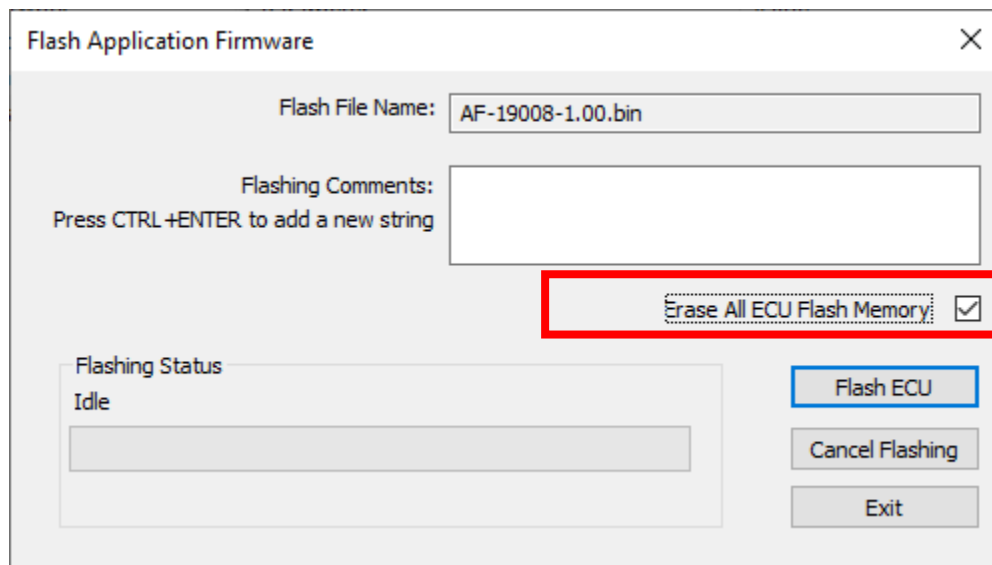 Flash Application Firmware
Flash File Name: AF-19008-1.00.bin
Flashing Comments:
Press CTRL+ENTER to add a new string
Erase All ECU Flash Memory
Flashing Status
Idle
Flash ECU
Cancel Flashing
Exit